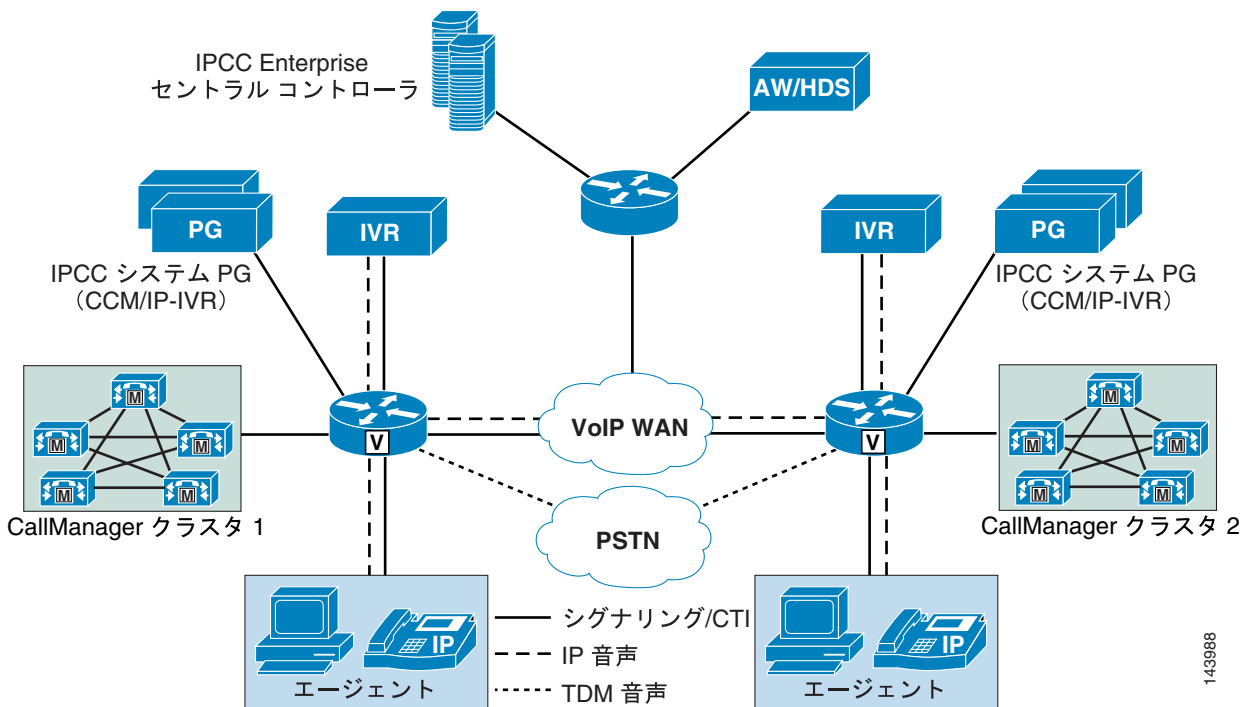 IPCC Enterprise
セントラル コントローラ
AW/HDS
PG
IVR
IVR
PG
IPCC システム PG
（CCM/IP-IVR）
IPCC システム PG
（CCM/IP-IVR）
M
M
M
M
M
V
VoIP WAN
V
M
M
M
M
M
CallManager クラスタ 1
PSTN
CallManager クラスタ 2
IP
エージェント
シグナリング/CTI
IP 音声
TDM 音声
IP
エージェント
143988